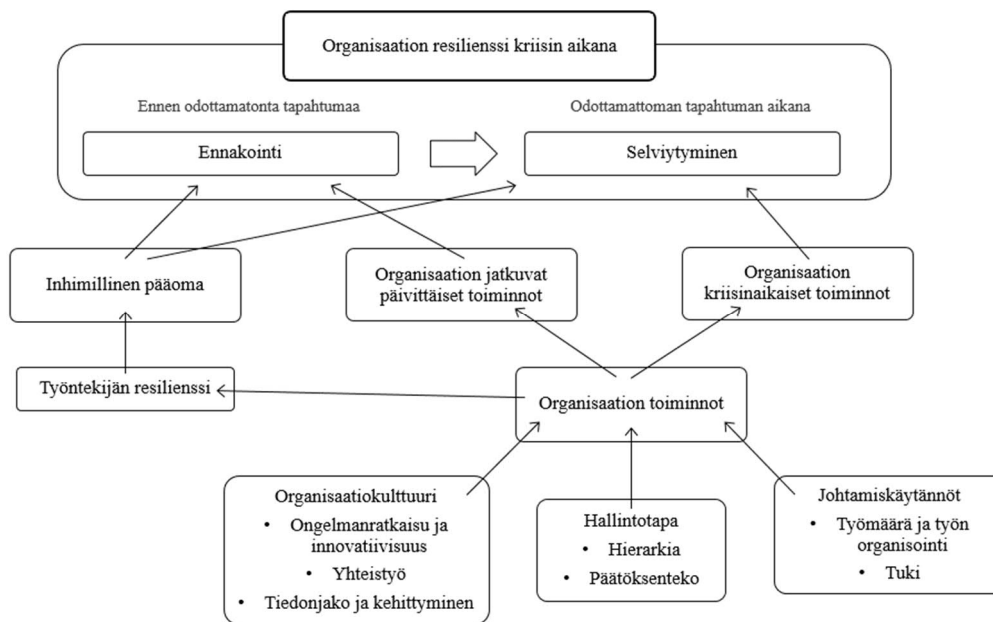 Organisaation resilienssi kriisin aikana
Ennen odottamatonta tapahtumaa
Odottamattoman tapahtuman aikana
Ennakointi
Selviytyminen
Inhimillinen pääoma
Organisaation jatkuvat
päivittäiset toiminnot
Organisaation
kriisinaikaiset toiminnot
Työntekijän resilienssi
Organisaation toiminnot
Organisaatiokulttuuri
• Ongelmanratkaisu ja
innovatiivisuus
• Yhteistyö
• Tiedonjako ja kehittyminen
Hallintotapa
• Hierarkia
• Päätöksenteko
Johtamiskäytännöt
• Työmäärä ja työn
organisointi
• Tuki